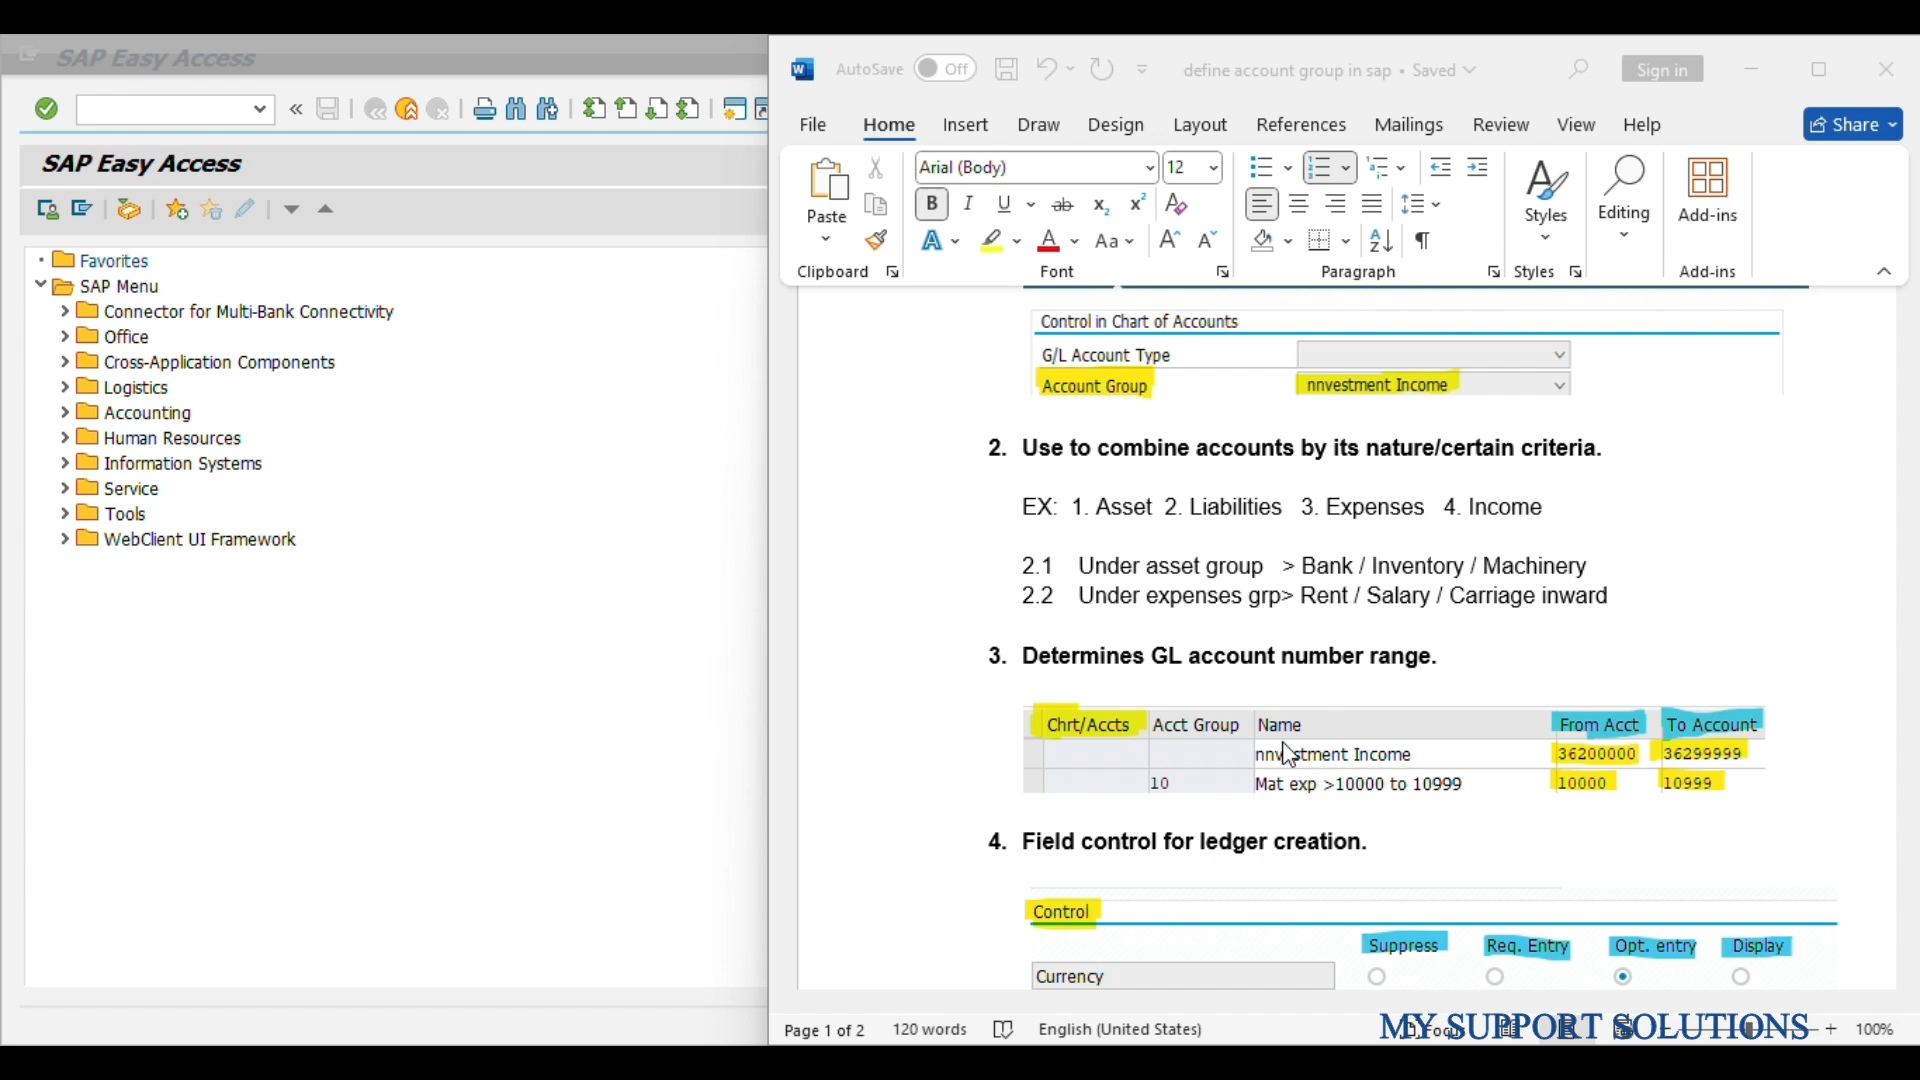 SAP Easy Access
SAP Easy Access
Favorites
SAP Menu
Connector for Multi-Bank Connectivity
Office
Cross-Application Components
Logistics
Accounting
Human Resources
Information Systems
Service
Tools
WebClient UI Framework
AutoSave Off define account group in sap • Saved Sign in
File Home Insert Draw Design Layout References Mailings Review View Help Share
Arial (Body) 12
Paste
Styles
Editing
Add-ins
Clipboard Font Paragraph Styles Add-ins
Control in Chart of Accounts
G/L Account Type
Account Group nnvestment Income
2. Use to combine accounts by its nature/certain criteria.
EX: 1. Asset 2. Liabilities 3. Expenses 4. Income
2.1 Under asset group > Bank / Inventory / Machinery
2.2 Under expenses grp> Rent / Salary / Carriage inward
3. Determines GL account number range.
Chrt/Accts Acct Group Name From Acct To Account
nnvestment Income 36200000 36299999
10 Mat exp >10000 to 10999 10000 10999
4. Field control for ledger creation.
Control
Suppress Req. Entry Opt. entry Display
Currency
Page 1 of 2 120 words English (United States) 100%
MY SUPPORT SOLUTIONS